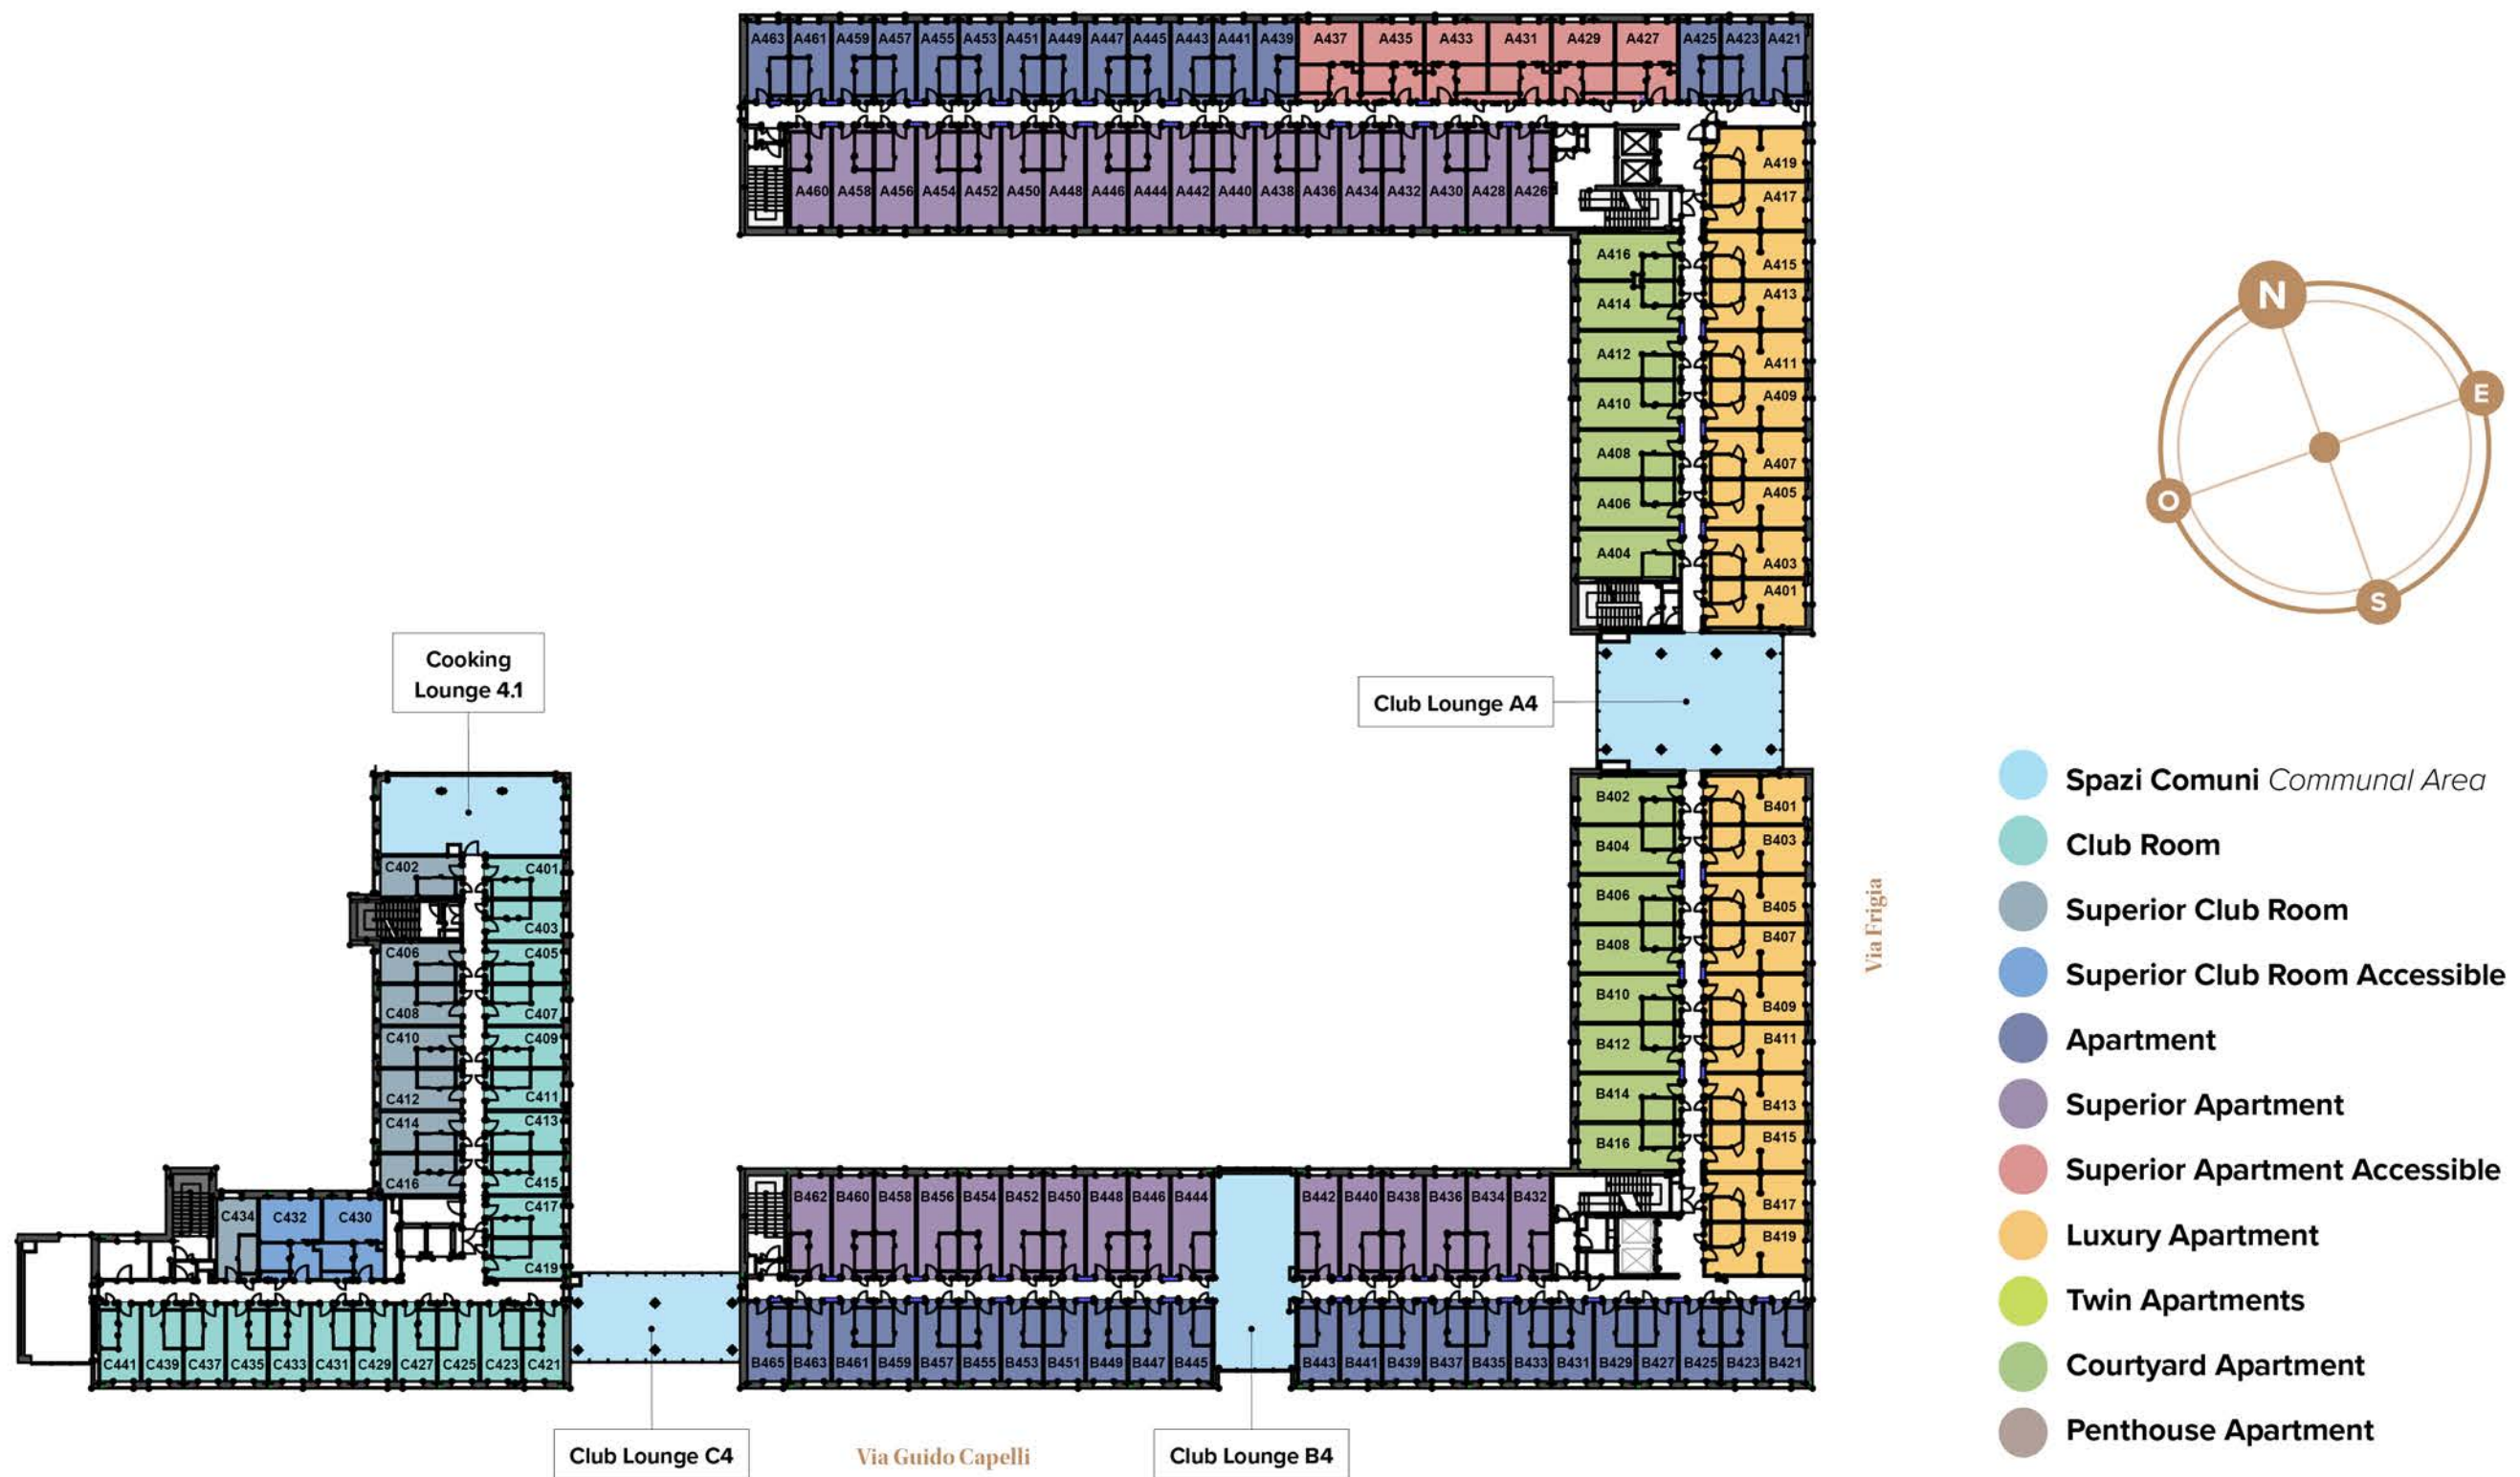 A463 A461 A459 A457 A455 A453 A451 A449 A447 A445 A443 A441 A439 A437 A435 A433 A431 A429 A427 A425 A423 A421
A460 A458 A456 A454 A452 A450 A448 A446 A444 A442 A440 A438 A436 A434 A432 A430 A428 A426
A419
A417
A416
A415
A414
A413
A412
A411
A410
A409
A408
A407
A406
A405
A404
A403
A401
N
E
O
S
Cooking
Lounge 4.1
Club Lounge A4
C402
C401
C403
C406
C405
C408
C407
C410
C409
C412
C411
C414
C413
C416
C415
C417
C419
C434 C432 C430
C441 C439 C437 C435 C433 C431 C429 C427 C425 C423 C421
B402
B401
B404
B403
B406
B405
B408
B407
B410
B409
B412
B411
B414
B413
B416
B415
B417
B419
B462 B460 B458 B456 B454 B452 B450 B448 B446 B444 B442 B440 B438 B436 B434 B432
B465 B463 B461 B459 B457 B455 B453 B451 B449 B447 B445 B443 B441 B439 B437 B435 B433 B431 B429 B427 B425 B423 B421
Via Frigia
Club Lounge C4
Via Guido Capelli
Club Lounge B4
Spazi Comuni Communal Area
Club Room
Superior Club Room
Superior Club Room Accessible
Apartment
Superior Apartment
Superior Apartment Accessible
Luxury Apartment
Twin Apartments
Courtyard Apartment
Penthouse Apartment